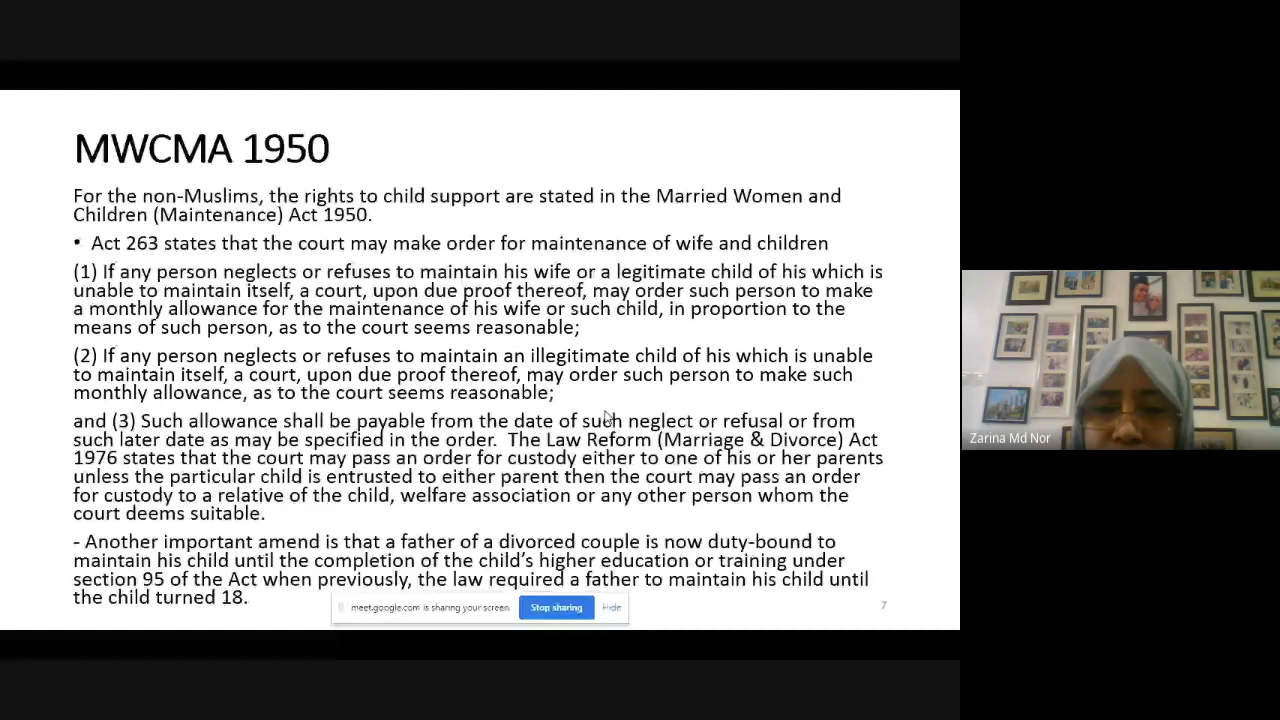 MWCMA 1950
For the non-Muslims, the rights to child support are stated in the Married Women and
Children (Maintenance) Act 1950.
• Act 263 states that the court may make order for maintenance of wife and children
(1) If any person neglects or refuses to maintain his wife or a legitimate child of his which is
unable to maintain itself, a court, upon due proof thereof, may order such person to make
a monthly allowance for the maintenance of his wife or such child, in proportion to the
means of such person, as to the court seems reasonable;
(2) If any person neglects or refuses to maintain an illegitimate child of his which is unable
to maintain itself, a court, upon due proof thereof, may order such person to make such
monthly allowance, as to the court seems reasonable;
and (3) Such allowance shall be payable from the date of such neglect or refusal or from
such later date as may be specified in the order. The Law Reform (Marriage & Divorce) Act
1976 states that the court may pass an order for custody either to one of his or her parents
unless the particular child is entrusted to either parent then the court may pass an order
for custody to a relative of the child, welfare association or any other person whom the
court deems suitable.
- Another important amend is that a father of a divorced couple is now duty-bound to
maintain his child until the completion of the child's higher education or training under
section 95 of the Act when previously, the law required a father to maintain his child until
the child turned 18.
meet.google.com is sharing your screen. Stop sharing Hide
7
Zarina Md Nor